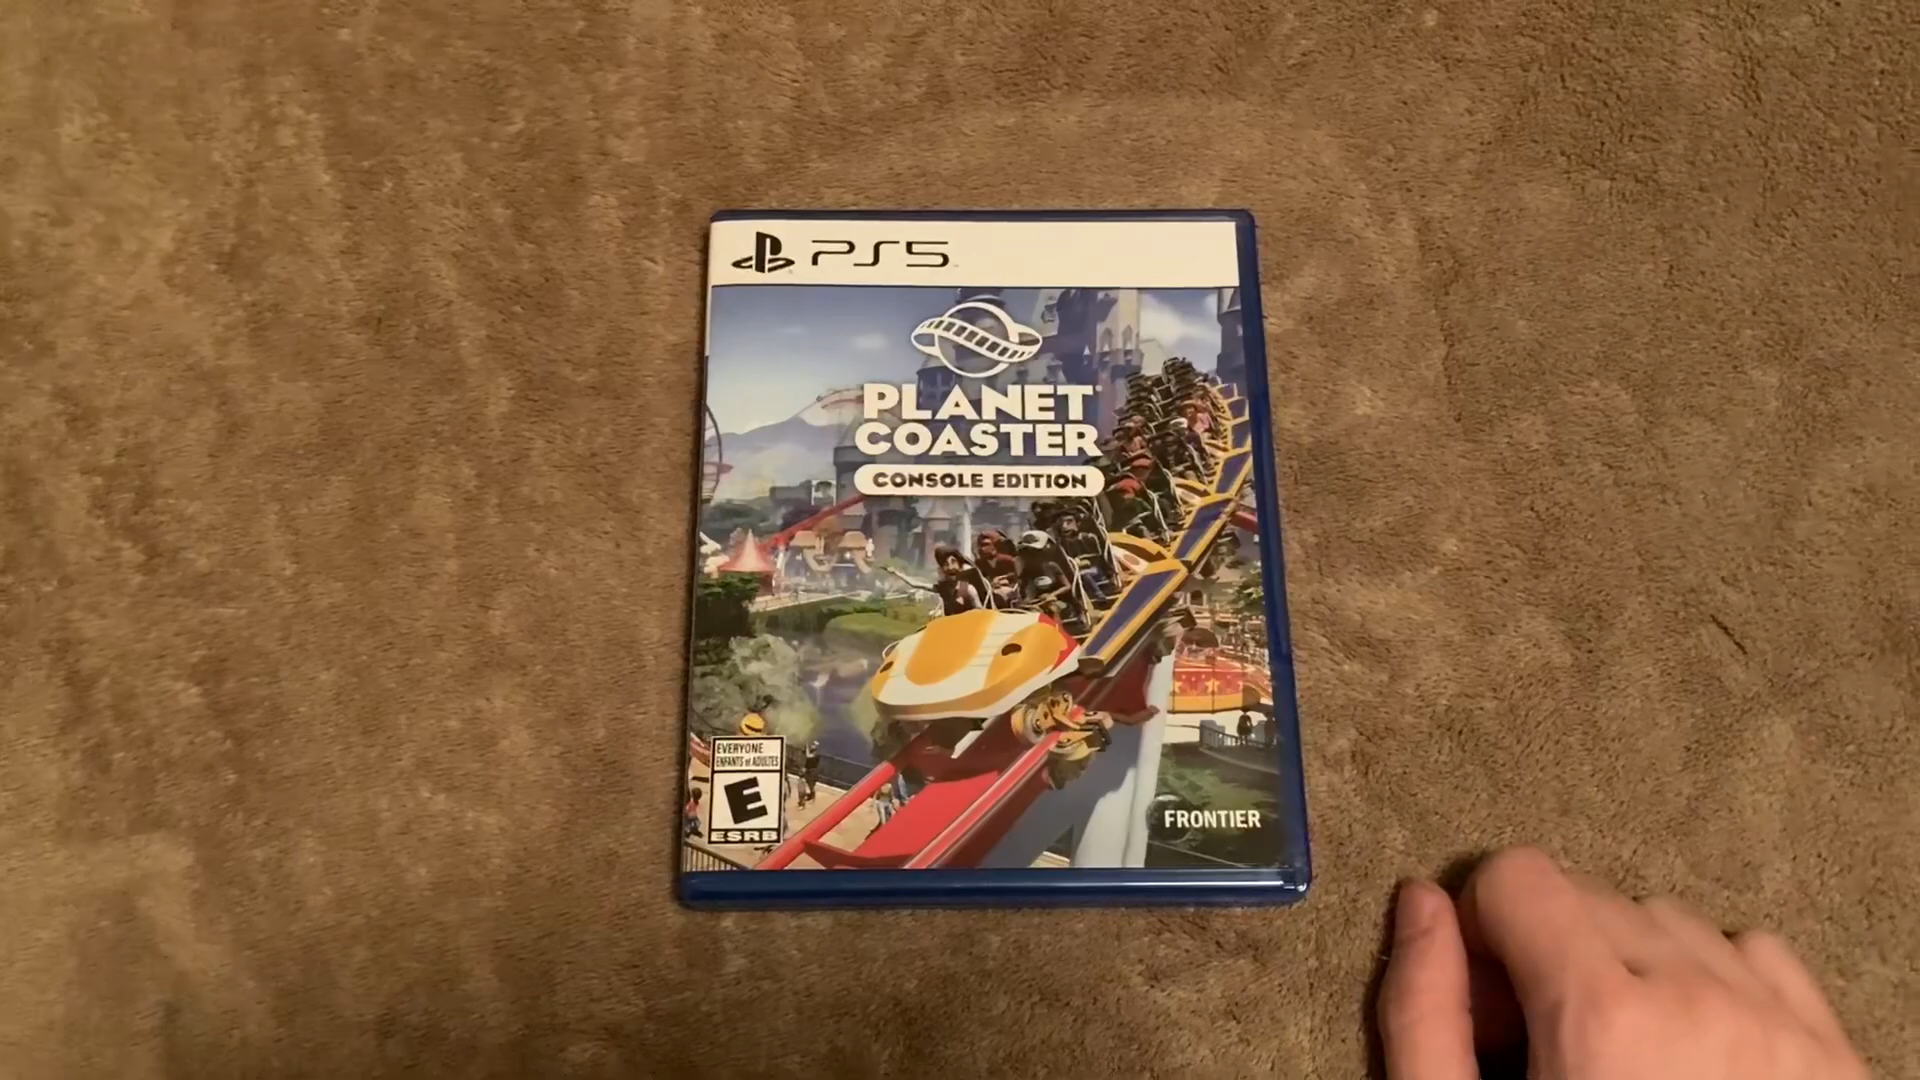 PS5
PLANET
COASTER
CONSOLE EDITION
EVERYONE
ENFANTS et ADULTES
E
ESRB
FRONTIER